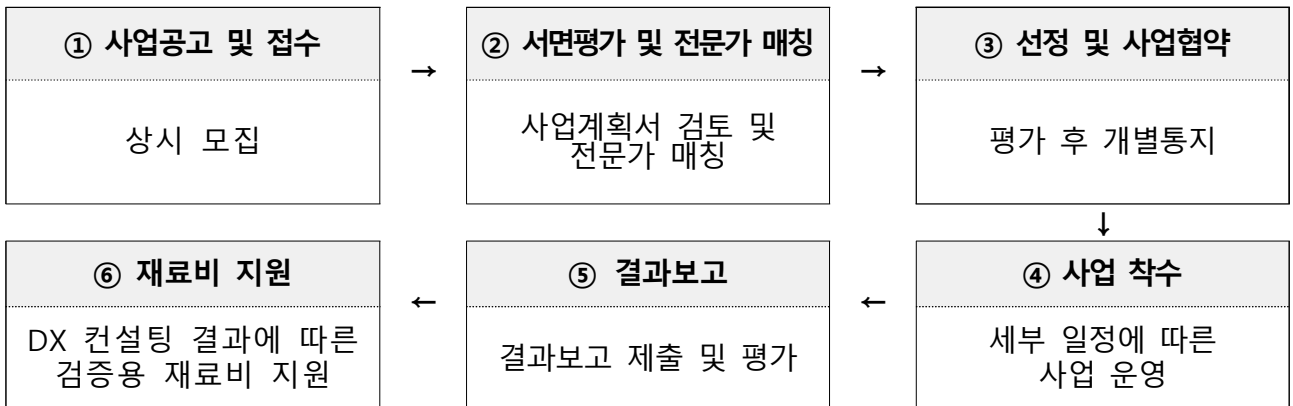 ① 사업공고 및 접수
상시 모집
→
② 서면평가 및 전문가 매칭
사업계획서 검토 및
전문가 매칭
→
③ 선정 및 사업협약
평가 후 개별통지
↓
④ 사업 착수
세부 일정에 따른
사업 운영
←
⑤ 결과보고
결과보고 제출 및 평가
←
⑥ 재료비 지원
DX 컨설팅 결과에 따른
검증용 재료비 지원